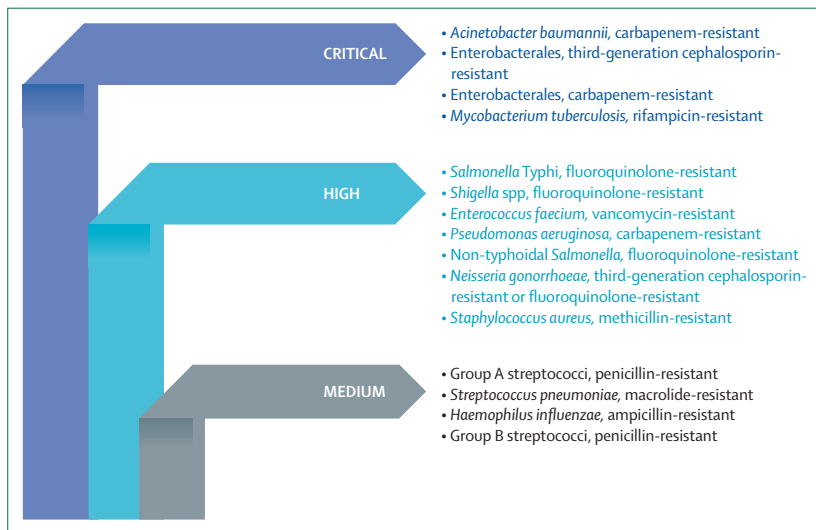 CRITICAL
• Acinetobacter baumannii, carbapenem-resistant
• Enterobacterales, third-generation cephalosporin-
resistant
• Enterobacterales, carbapenem-resistant
• Mycobacterium tuberculosis, rifampicin-resistant
HIGH
• Salmonella Typhi, fluoroquinolone-resistant
• Shigella spp, fluoroquinolone-resistant
• Enterococcus faecium, vancomycin-resistant
• Pseudomonas aeruginosa, carbapenem-resistant
• Non-typhoidal Salmonella, fluoroquinolone-resistant
• Neisseria gonorrhoeae, third-generation cephalosporin-
resistant or fluoroquinolone-resistant
• Staphylococcus aureus, methicillin-resistant
MEDIUM
• Group A streptococci, penicillin-resistant
• Streptococcus pneumoniae, macrolide-resistant
• Haemophilus influenzae, ampicillin-resistant
• Group B streptococci, penicillin-resistant